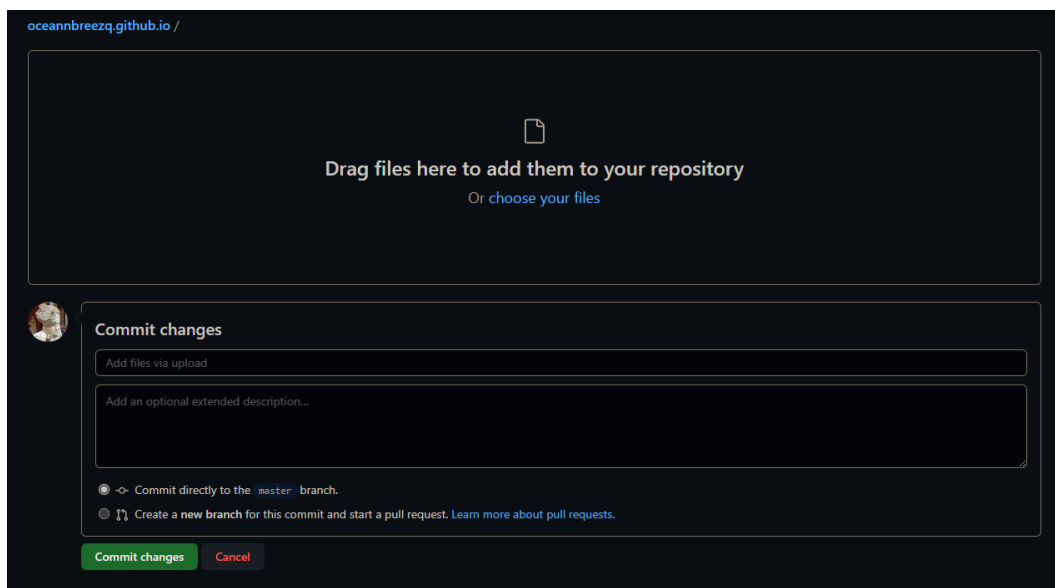 oceannbreezq.github.io /
Drag files here to add them to your repository
Or choose your files
Commit changes
Add files via upload
Add an optional extended description...
Commit directly to the master branch.
Create a new branch for this commit and start a pull request. Learn more about pull requests.
Commit changes Cancel